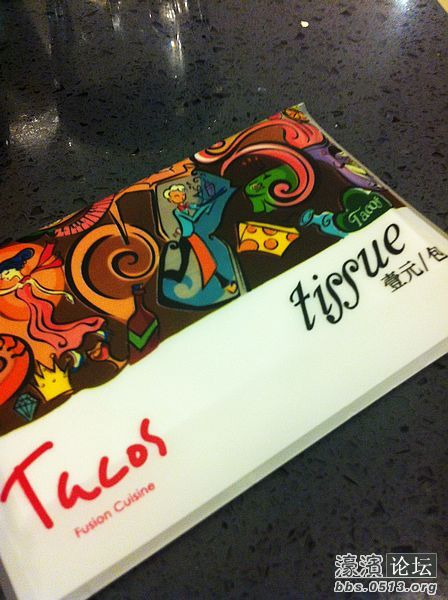 Tacos
tissue
壹元/包
Tacos
Fusion Cuisine
濠滨论坛
bbs.0513.org